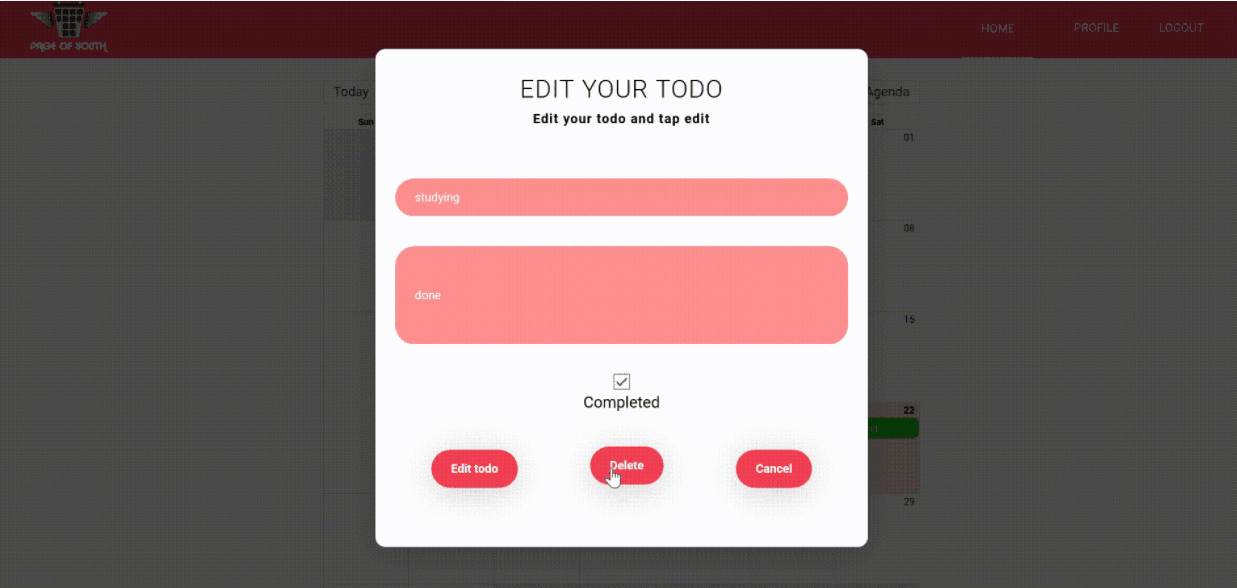 PAGE OF YOUTH
HOME
PROFILE
LOGOUT
EDIT YOUR TODO
Edit your todo and tap edit
Today
Agenda
Sun
Sat
01
studying
08
done
15
Completed
22
Edit todo
Delete
Cancel
29